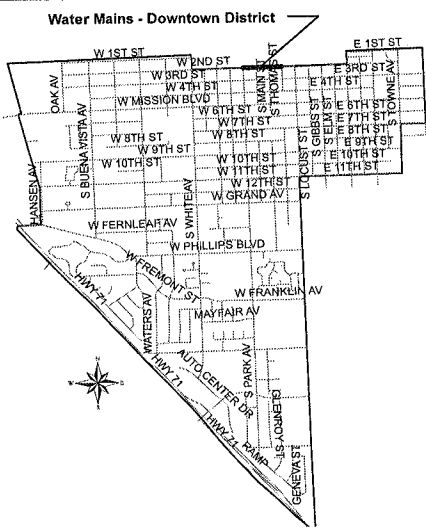 Water Mains - Downtown District
E 1ST ST
W 1ST ST
W 2ND ST
W 3RD ST
W 4TH ST
W MISSION BLVD
OAK AV
S BUENA VISTA AV
W 6TH ST
W 7TH ST
W 8TH ST
W 8TH ST
W 9TH ST
W 10TH ST
W 10TH ST
W 11TH ST
W 12TH ST
W GRAND AV
S MAIN ST
S THOMAS ST
E 3RD ST
E 4TH ST
E 6TH ST
E 7TH ST
E 8TH ST
E 9TH ST
E 10TH ST
E 11TH ST
S TOWNE AV
S GIBBS ST
S ELM ST
S LOCUST ST
HANSEN AV
S WHITE AV
W FERNLEAF AV
W PHILLIPS BLVD
W FREMONT ST
W FRANKLIN AV
MAYFAIR AV
HWY 71
WATERS AV
HWY 71
AUTO CENTER DR
S PARK AV
GLENROY ST
HWY 71
RAMP
GENEVA ST
N
W
E
S